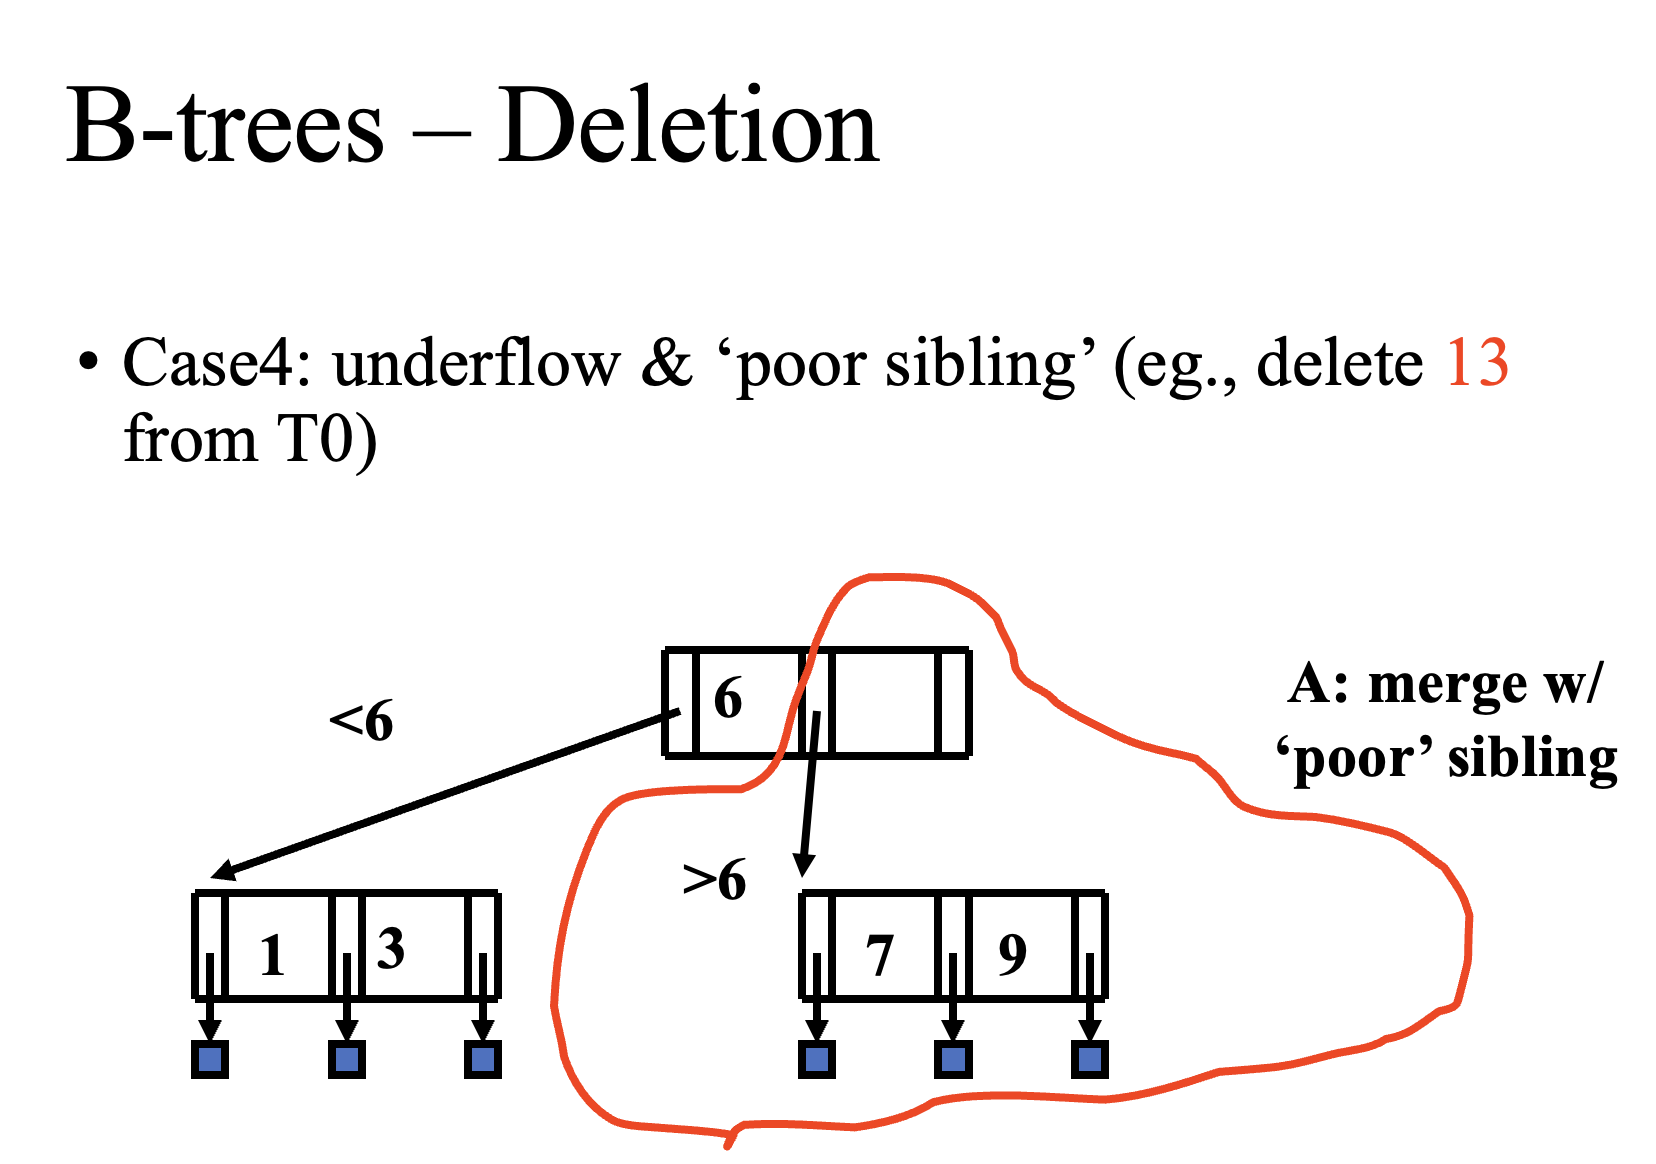 B-trees – Deletion
• Case4: underflow & ‘poor sibling’ (eg., delete 13
from T0)
A: merge w/
‘poor’ sibling
<6
6
>6
1 3
7 9